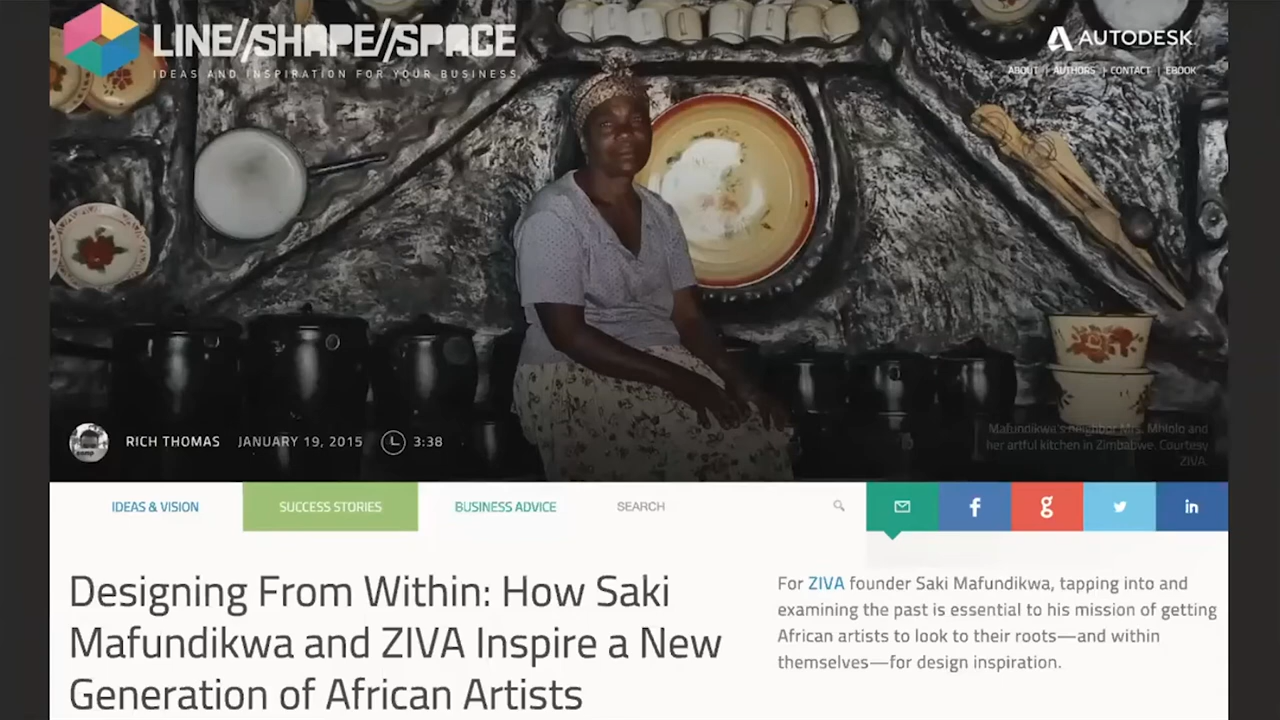 LINE//SHAPE//SPACE
IDEAS AND INSPIRATION FOR YOUR BUSINESS.
AUTODESK.
ABOUT | AUTHORS | CONTACT | EBOOK
RICH THOMAS JANUARY 19, 2015 3:38
Mafundikwa's neighbor Mrs. Mhlolo and
her artful kitchen in Zimbabwe. Courtesy
ZIVA.
IDEAS & VISION SUCCESS STORIES BUSINESS ADVICE SEARCH f g in
Designing From Within: How Saki
Mafundikwa and ZIVA Inspire a New
Generation of African Artists
For ZIVA founder Saki Mafundikwa, tapping into and
examining the past is essential to his mission of getting
African artists to look to their roots—and within
themselves—for design inspiration.